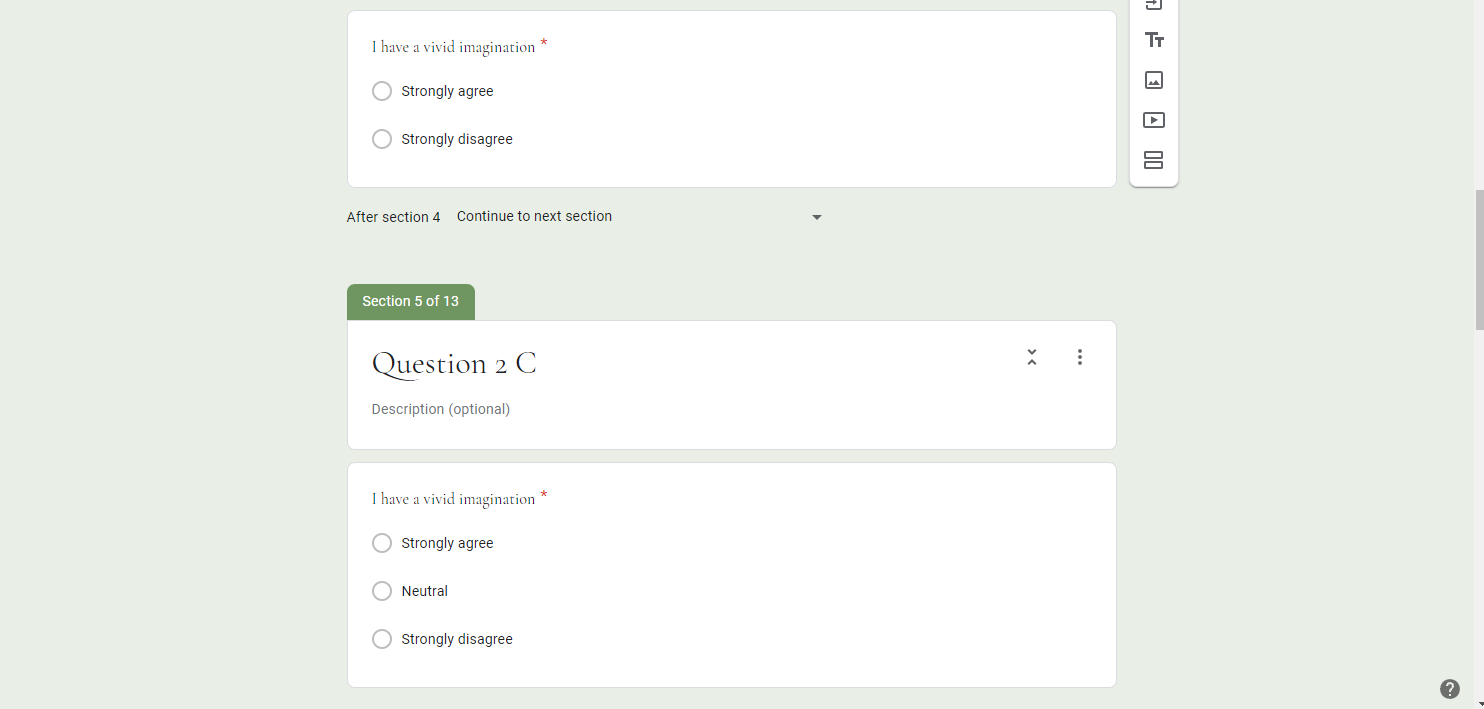 I have a vivid imagination *
Strongly agree
Strongly disagree
After section 4 Continue to next section
Section 5 of 13
Question 2 C
Description (optional)
I have a vivid imagination *
Strongly agree
Neutral
Strongly disagree